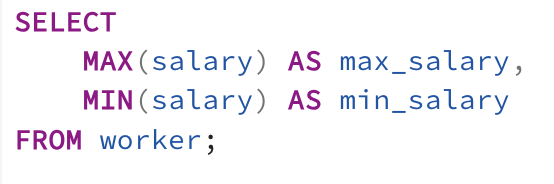 SELECT
    MAX(salary) AS max_salary,
    MIN(salary) AS min_salary
FROM worker;